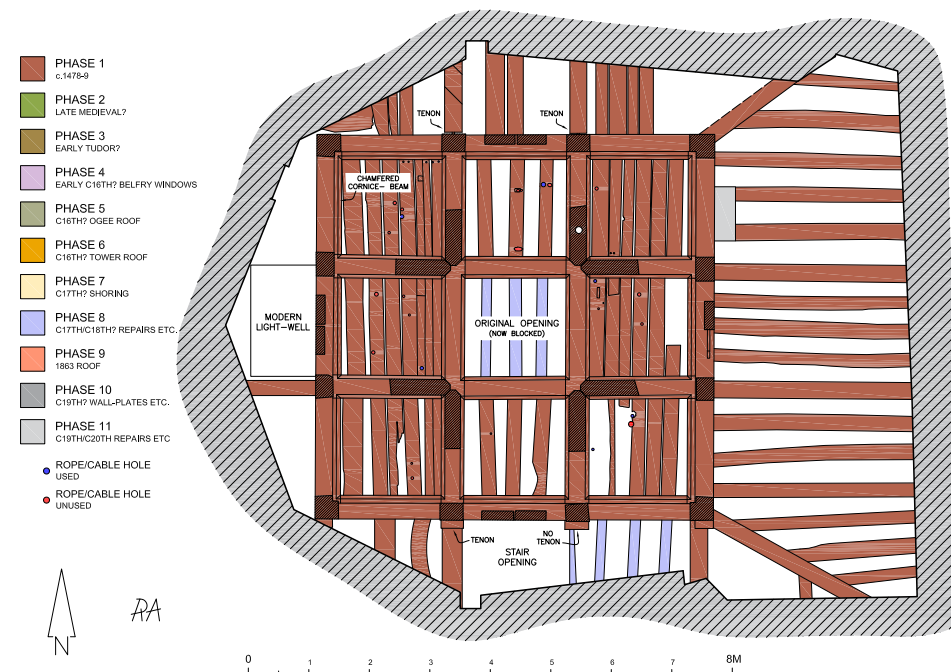 PHASE 1
c.1478-9
PHASE 2
LATE MEDIEVAL?
PHASE 3
EARLY TUDOR?
PHASE 4
EARLY C16TH? BELFRY WINDOWS
PHASE 5
C16TH? OGEE ROOF
PHASE 6
C16TH? TOWER ROOF
PHASE 7
C17TH? SHORING
PHASE 8
C17TH/C18TH? REPAIRS ETC.
PHASE 9
1863 ROOF
PHASE 10
C19TH? WALL-PLATES ETC.
PHASE 11
C19TH/C20TH REPAIRS ETC
ROPE/CABLE HOLE
USED
ROPE/CABLE HOLE
UNUSED
TENON
TENON
CHAMFERED
CORNICE- BEAM
MODERN
LIGHT-WELL
ORIGINAL OPENING
(NOW BLOCKED)
TENON
NO
TENON
STAIR
OPENING
N
0 1 2 3 4 5 6 7 8M